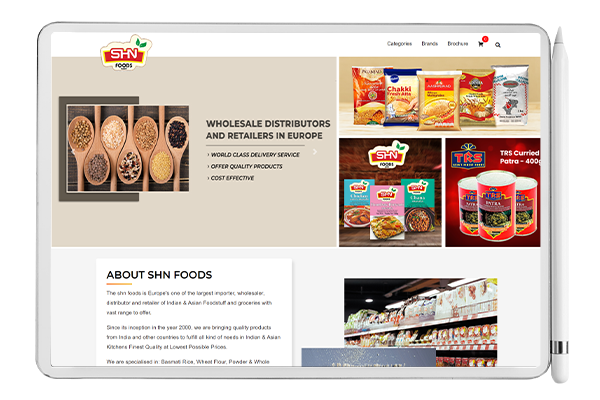 SHN
FOODS
Categories
Brands
Brochure
WHOLESALE DISTRIBUTORS
AND RETAILERS IN EUROPE
› WORLD CLASS DELIVERY SERVICE
› OFFER QUALITY PRODUCTS
› COST EFFECTIVE
Chakki
Fresh Atta
SHN
FOODS
TRS
TRS Curried
Patra - 400g
PATRA
ABOUT SHN FOODS
The shn foods is Europe's one of the largest importer, wholesaler,
distributor and retailer of Indian & Asian Foodstuff and groceries with
vast range to offer.
Since its inception in the year 2000, we are bringing quality products
from India and other countries to fulfill all kind of needs in Indian & Asian
Kitchens Finest Quality at Lowest Possible Prices.
We are specialised in: Basmati Rice, Wheat Flour, Powder & Whole